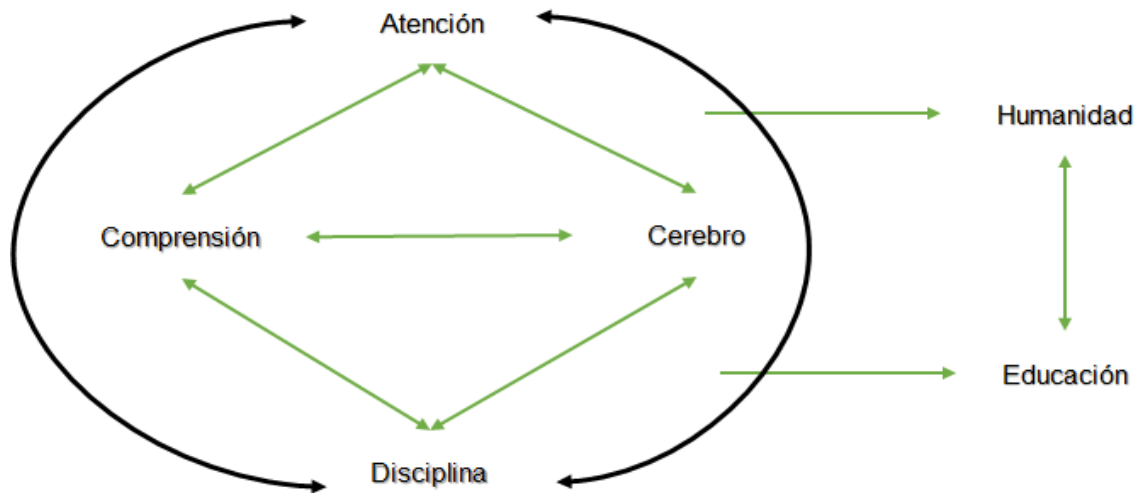 Atención
Humanidad
Comprensión
Cerebro
Educación
Disciplina